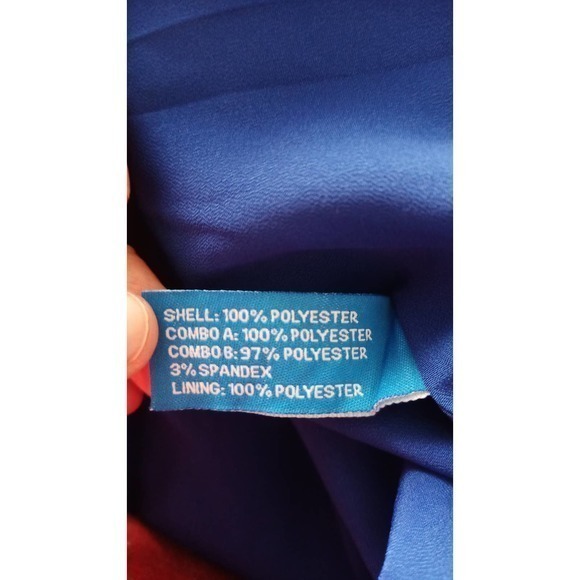 SHELL: 100% POLYESTER
COMBO A: 100% POLYESTER
COMBO B: 97% POLYESTER
3% SPANDEX
LINING: 100% POLYESTER